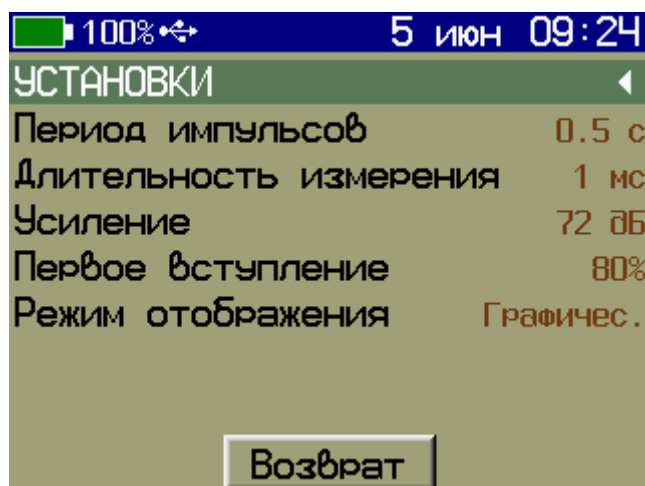 100% 5 июн 09:24
УСТАНОВКИ
Период импульсов 0.5 с
Длительность измерения 1 мс
Усиление 72 дБ
Первое вступление 80%
Режим отображения Графичес.
Возврат